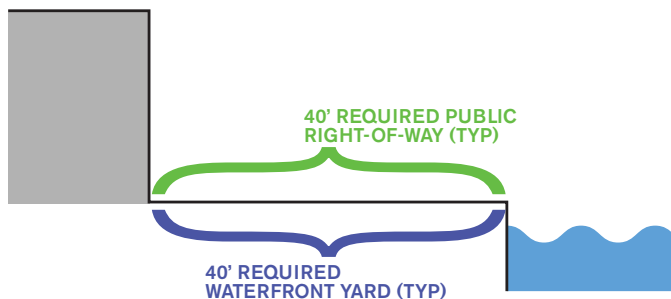 40' REQUIRED PUBLIC
RIGHT-OF-WAY (TYP)
40' REQUIRED
WATERFRONT YARD (TYP)